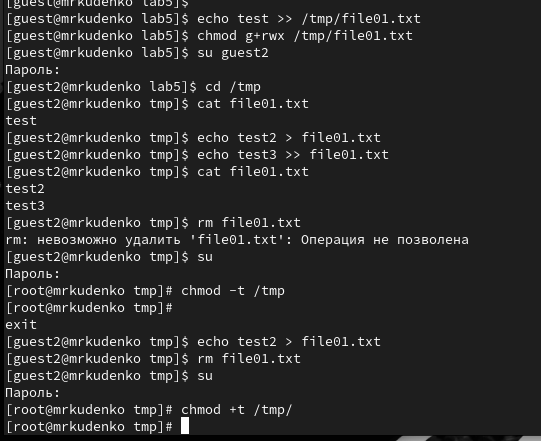 [guest@mrkudenko lab5]$
[guest@mrkudenko lab5]$ echo test >> /tmp/file01.txt
[guest@mrkudenko lab5]$ chmod g+rwx /tmp/file01.txt
[guest@mrkudenko lab5]$ su guest2
Пароль:
[guest2@mrkudenko lab5]$ cd /tmp
[guest2@mrkudenko tmp]$ cat file01.txt
test
[guest2@mrkudenko tmp]$ echo test2 > file01.txt
[guest2@mrkudenko tmp]$ echo test3 >> file01.txt
[guest2@mrkudenko tmp]$ cat file01.txt
test2
test3
[guest2@mrkudenko tmp]$ rm file01.txt
rm: невозможно удалить 'file01.txt': Операция не позволена
[guest2@mrkudenko tmp]$ su
Пароль:
[root@mrkudenko tmp]# chmod -t /tmp
[root@mrkudenko tmp]#
exit
[guest2@mrkudenko tmp]$ echo test2 > file01.txt
[guest2@mrkudenko tmp]$ rm file01.txt
[guest2@mrkudenko tmp]$ su
Пароль:
[root@mrkudenko tmp]# chmod +t /tmp/
[root@mrkudenko tmp]#